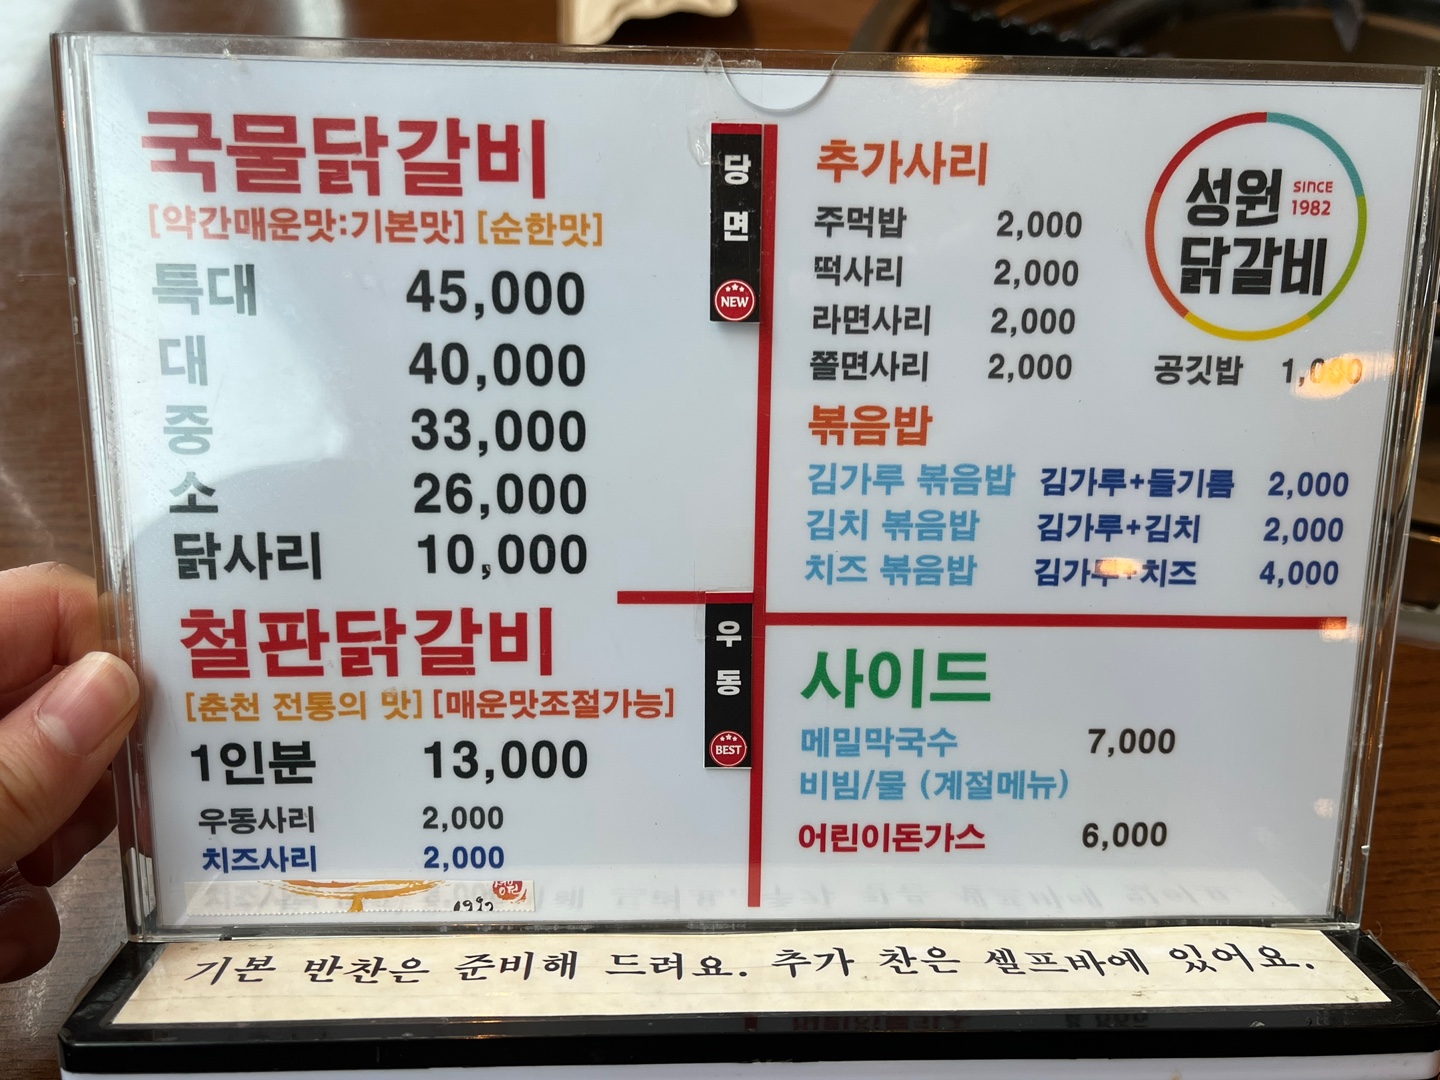 국물닭갈비
[약간매운맛:기본맛] [순한맛]
특대 45,000
대 40,000
중 33,000
소 26,000
닭사리 10,000
철판닭갈비
[춘천 전통의 맛] [매운맛조절가능]
1인분 13,000
우동사리 2,000
치즈사리 2,000
당면
NEW
우동
BEST
추가사리
주먹밥 2,000
떡사리 2,000
라면사리 2,000
쫄면사리 2,000
성원
닭갈비
SINCE
1982
공깃밥 1,000
볶음밥
김가루 볶음밥 김가루+들기름 2,000
김치 볶음밥 김가루+김치 2,000
치즈 볶음밥 김가루+치즈 4,000
사이드
메밀막국수 7,000
비빔/물 (계절메뉴)
어린이돈가스 6,000
기본 반찬은 준비해 드려요. 추가 찬은 셀프바에 있어요.